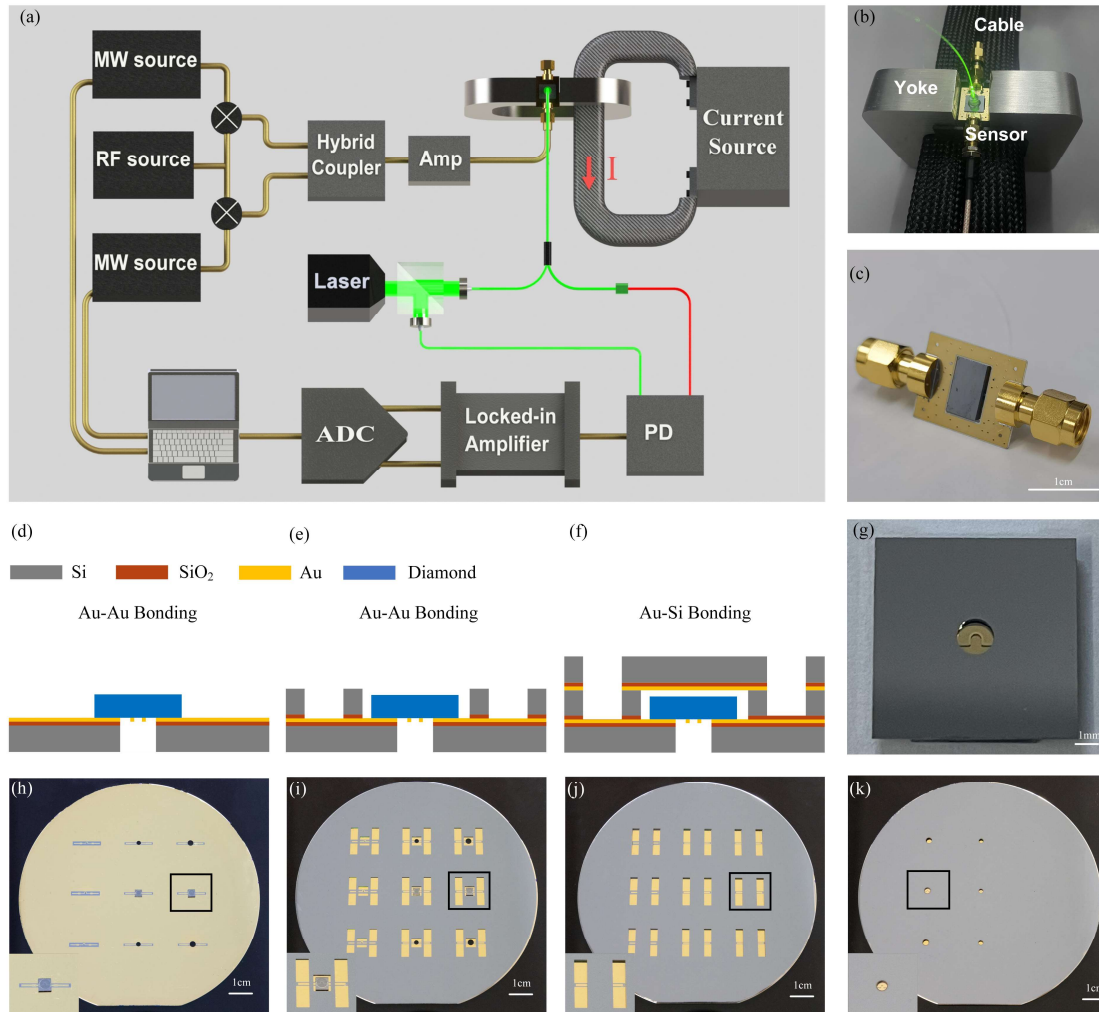 (a)
MW source
RF source
MW source
Hybrid
Coupler
Amp
I
Current
Source
Laser
ADC
Locked-in
Amplifier
PD
(b)
Cable
Yoke
Sensor
(c)
1cm
(d)
(e)
(f)
Si
SiO₂
Au
Diamond
Au-Au Bonding
Au-Au Bonding
Au-Si Bonding
(g)
1mm
(h)
1cm
(i)
1cm
(j)
1cm
(k)
1cm